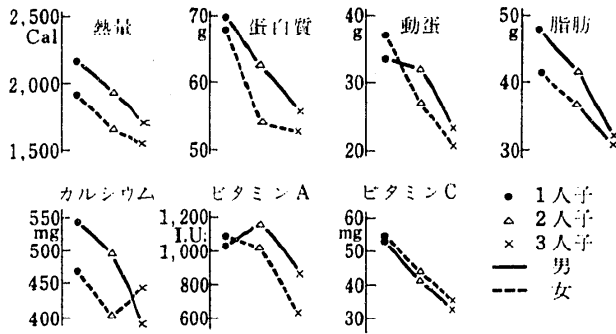 熱量
2,500
Cal
2,000
1,500
蛋白質
70
g
60
50
動蛋
40
g
30
20
脂肪
50
g
40
30
カルシウム
550
mg
500
450
400
ビタミンA
1,200
I.U.
1,000
800
600
ビタミンC
60
mg
50
40
30
● 1人子
△ 2人子
× 3人子
男
女